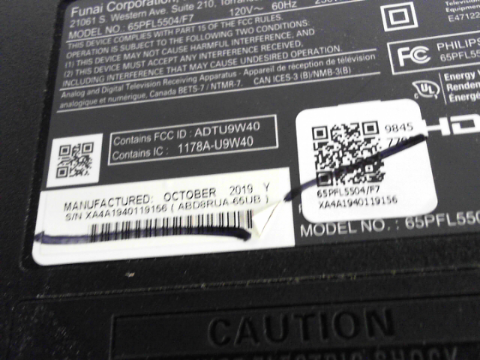 Funai Corporation,
21061 S. Western Ave. Suite 210,
MODEL NO : 65PFL5504/F7 120V~ 60Hz
THIS DEVICE COMPLIES WITH PART 15 OF THE FCC RULES.
OPERATION IS SUBJECT TO THE FOLLOWING TWO CONDITIONS:
(1) THIS DEVICE MAY NOT CAUSE HARMFUL INTERFERENCE, AND
(2) THIS DEVICE MUST ACCEPT ANY INTERFERENCE RECEIVED,
INCLUDING INTERFERENCE THAT MAY CAUSE UNDESIRED OPERATION.
Analog and Digital Television Receiving Apparatus - Appareil de réception de télévision
analogique et numérique, Canada BETS-7 / NTMR-7. CAN ICES-3 (B)/NMB-3(B)
E47122
FC
PHILIPS
65PFL55
UL
Energy
Rendem
Contains FCC ID : ADTU9W40
Contains IC : 1178A-U9W40
MANUFACTURED: OCTOBER 2019 Y
S/N XA4A1940119156 ( ABD8RUA-65UB )
9845
65PFL5504/F7
XA4A1940119156
HD
MODEL NO. : 65PFL550
CAUTION